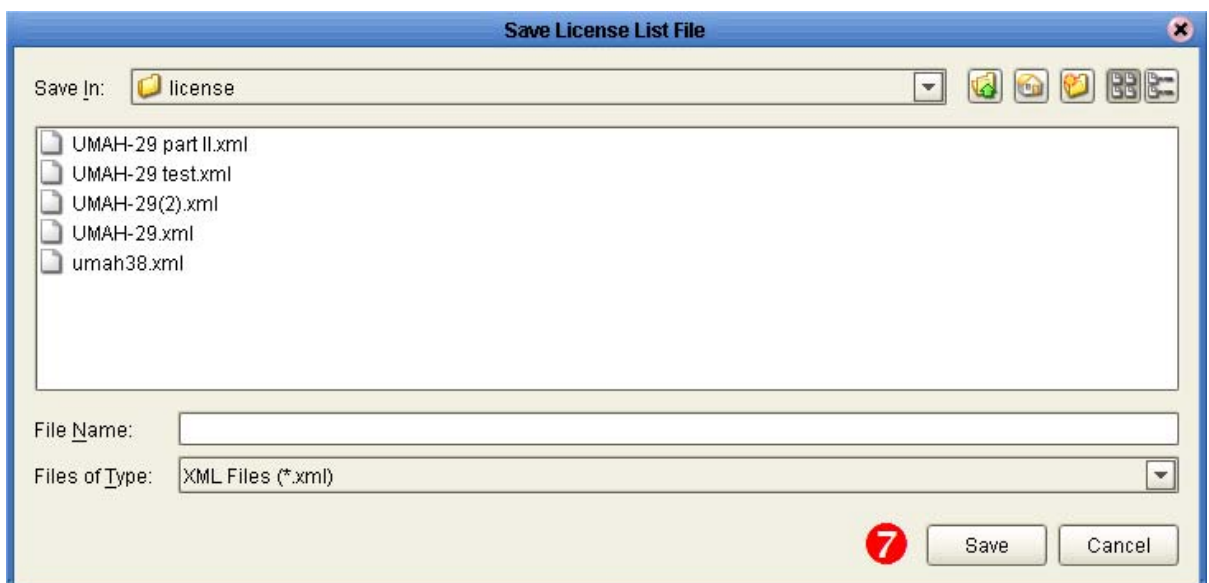 Save License List File
Save In: license
UMAH-29 part II.xml
UMAH-29 test.xml
UMAH-29(2).xml
UMAH-29.xml
umah38.xml
File Name:
Files of Type: XML Files (*.xml)
7 Save Cancel